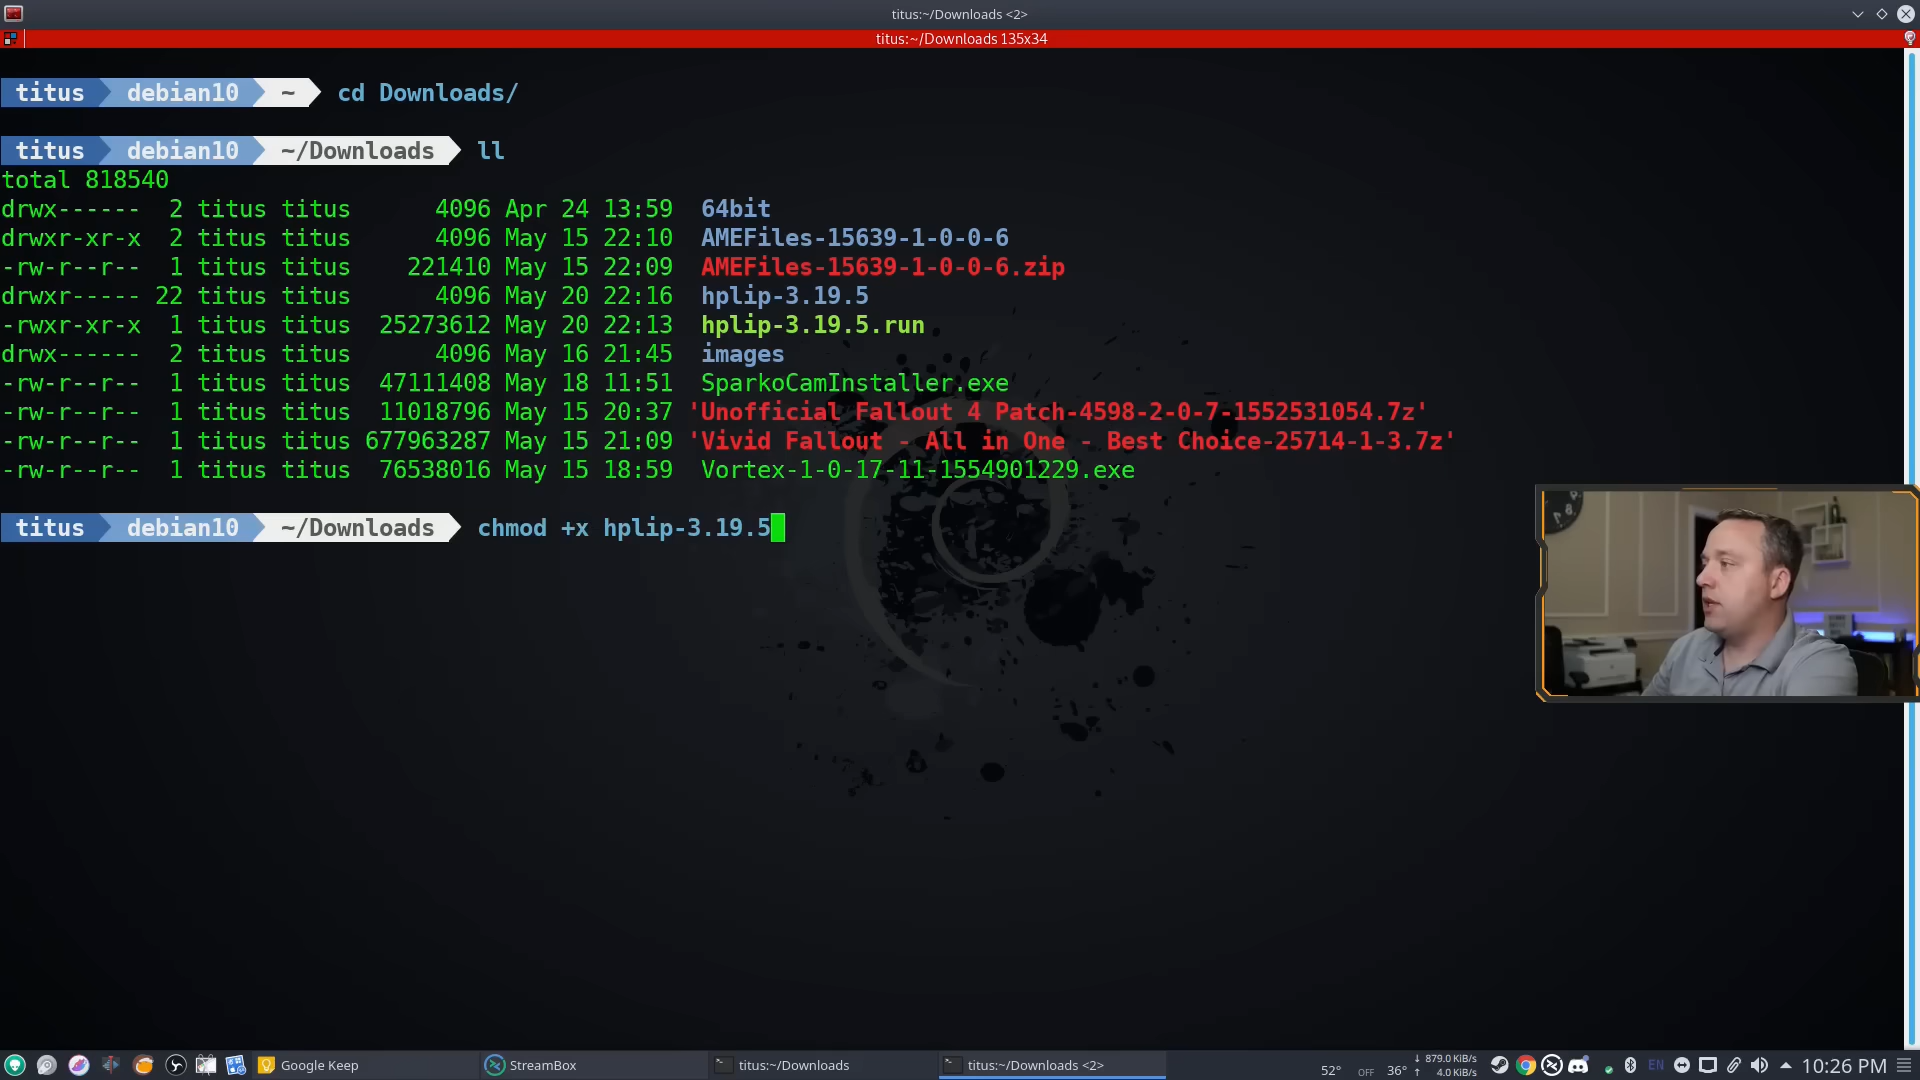 titus:~/Downloads <2>
titus:~/Downloads 135x34
titus debian10 ~ cd Downloads/
titus debian10 ~/Downloads ll
total 818540
drwx------  2 titus titus      4096 Apr 24 13:59  64bit
drwxr-xr-x  2 titus titus      4096 May 15 22:10  AMEFiles-15639-1-0-0-6
-rw-r--r--  1 titus titus    221410 May 15 22:09  AMEFiles-15639-1-0-0-6.zip
drwxr----- 22 titus titus      4096 May 20 22:16  hplip-3.19.5
-rwxr-xr-x  1 titus titus  25273612 May 20 22:13  hplip-3.19.5.run
drwx------  2 titus titus      4096 May 16 21:45  images
-rw-r--r--  1 titus titus  47111408 May 18 11:51  SparkoCamInstaller.exe
-rw-r--r--  1 titus titus  11018796 May 15 20:37 'Unofficial Fallout 4 Patch-4598-2-0-7-1552531054.7z'
-rw-r--r--  1 titus titus 677963287 May 15 21:09 'Vivid Fallout - All in One - Best Choice-25714-1-3.7z'
-rw-r--r--  1 titus titus  76538016 May 15 18:59  Vortex-1-0-17-11-1554901229.exe
titus debian10 ~/Downloads chmod +x hplip-3.19.5
Google Keep StreamBox titus:~/Downloads titus:~/Downloads <2> 52° OFF 36° ↓ 879.0 KiB/s ↑ 4.0 KiB/s EN 10:26 PM